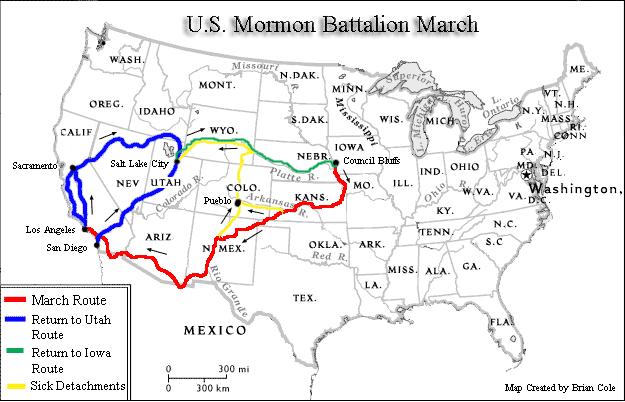 U.S. Mormon Battalion March
WASH.
MONT.
Missouri
N.DAK.
MINN.
Superior
ME.
OREG.
IDAHO
WYO.
S.DAK.
Mississippi
WIS.
Michigan
MICH.
Huron
L. Ontario
N.Y.
VT.
N.H.
MASS.
RI.
CONN
CALIF
Sacramento
Salt Lake City
NEV
UTAH
NEBR.
Platte R.
IOWA
Council Bluffs
ILL.
IND.
OHIO
PA.
N.J.
MD.
DEL.
Washington,
Colorado R.
COLO.
Pueblo
Arkansas R.
KANS.
MO.
Ohio R.
W.VA.
VA.
D.C.
KY.
Los Angeles
San Diego
ARIZ
N.MEX.
OKLA.
Red R.
ARK.
TENN.
N.C.
S.C
Rio Grande
TEX.
LA.
MISS.
ALA.
GA.
FLA.
MEXICO
March Route
Return to Utah
Route
Return to Iowa
Route
Sick Detachments
0 300 mi
0 300 km
Map Created by Brian Cole